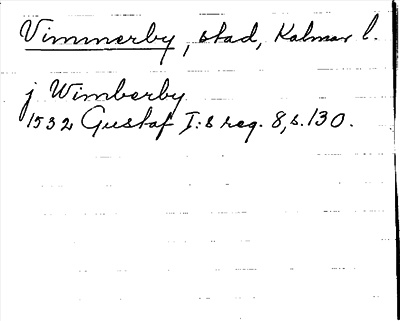 Vimmerby, stad, Kalmar l.
j Wimberby
1532 Gustaf I:s reg. 8, s. 130.